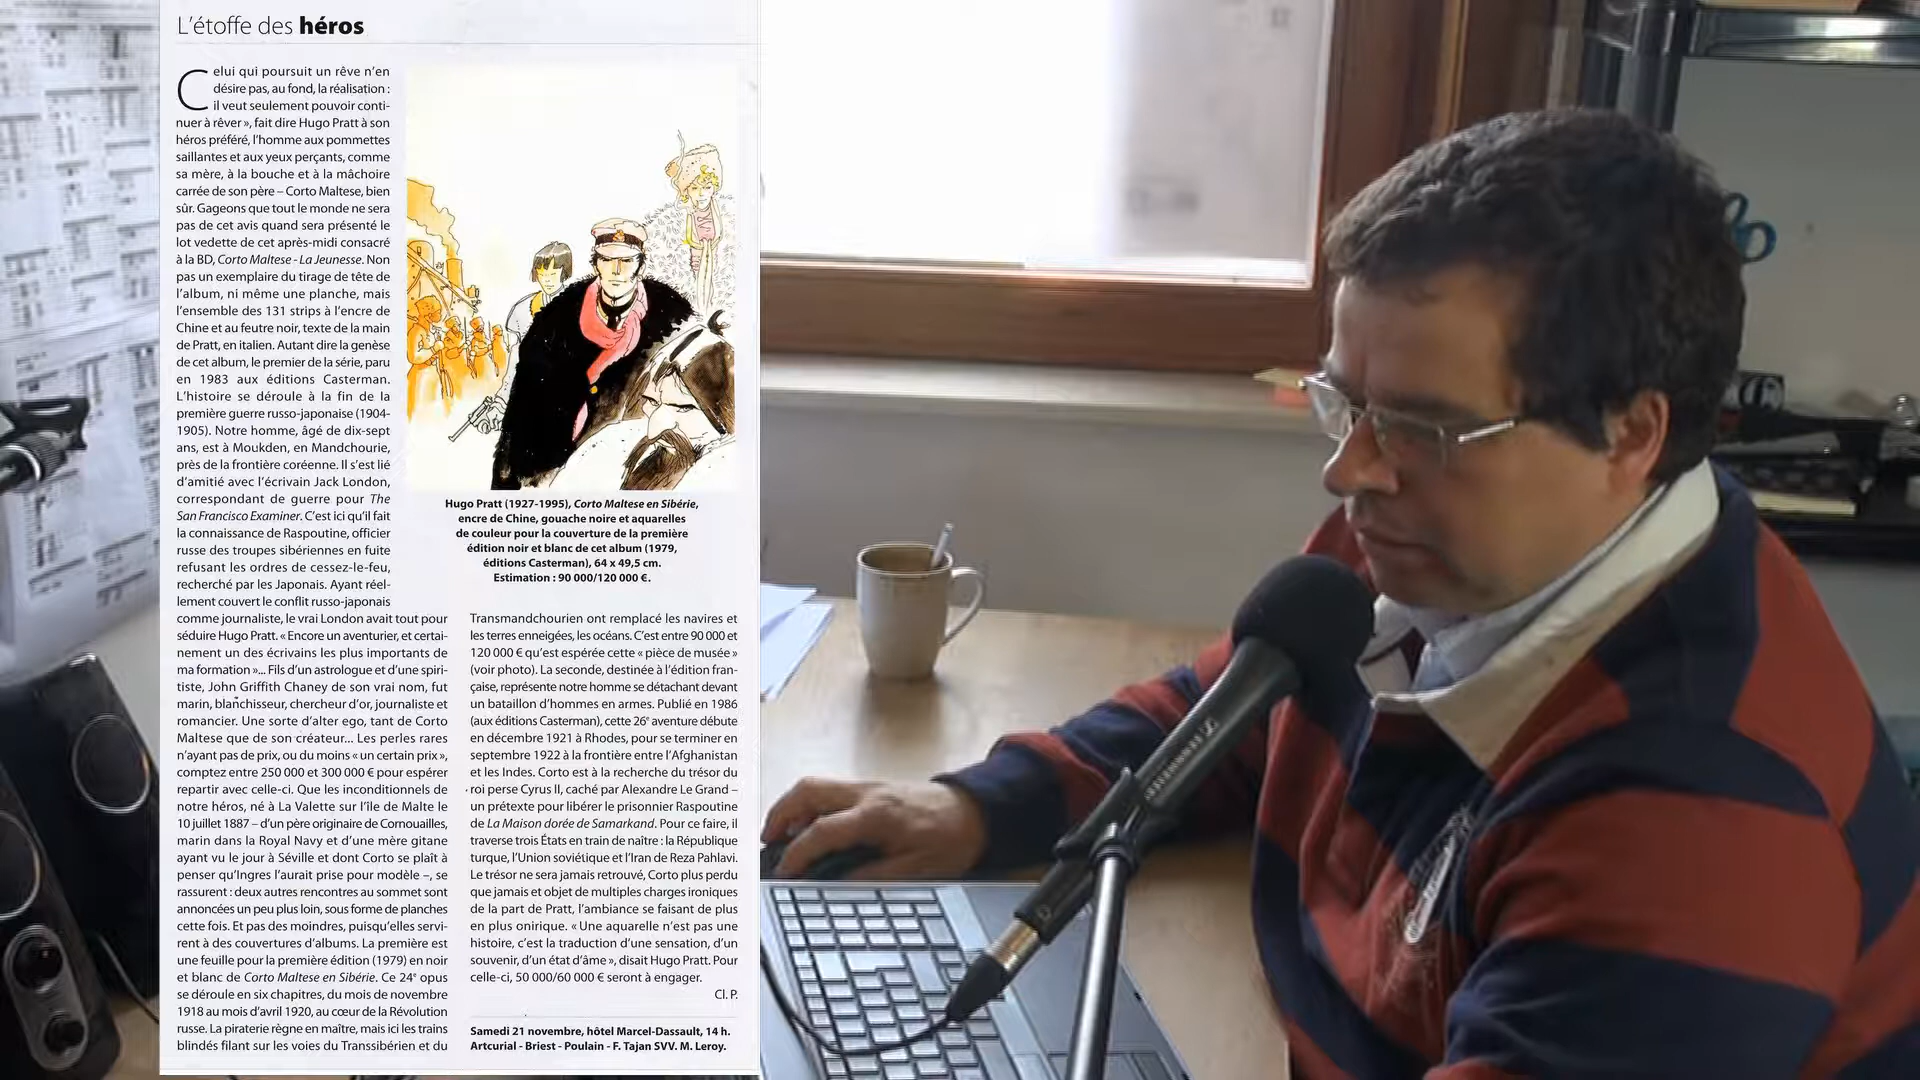 L'étoffe des héros
Celui qui poursuit un rêve n'en
désire pas, au fond, la réalisation :
il veut seulement pouvoir conti-
nuer à rêver », fait dire Hugo Pratt à son
héros préféré, l'homme aux pommettes
saillantes et aux yeux perçants, comme
sa mère, à la bouche et à la mâchoire
carrée de son père – Corto Maltese, bien
sûr. Gageons que tout le monde ne sera
pas de cet avis quand sera présenté le
lot vedette de cet après-midi consacré
à la BD, Corto Maltese - La Jeunesse. Non
pas un exemplaire du tirage de tête de
l'album, ni même une planche, mais
l'ensemble des 131 strips à l'encre de
Chine et au feutre noir, texte de la main
de Pratt, en italien. Autant dire la genèse
de cet album, le premier de la série, paru
en 1983 aux éditions Casterman.
L'histoire se déroule à la fin de la
première guerre russo-japonaise (1904-
1905). Notre homme, âgé de dix-sept
ans, est à Moukden, en Mandchourie,
près de la frontière coréenne. Il s'est lié
d'amitié avec l'écrivain Jack London,
correspondant de guerre pour The
San Francisco Examiner. C'est ici qu'il fait
la connaissance de Raspoutine, officier
russe des troupes sibériennes en fuite
refusant les ordres de cessez-le-feu,
recherché par les Japonais. Ayant réel-
lement couvert le conflit russo-japonais
comme journaliste, le vrai London avait tout pour
séduire Hugo Pratt. « Encore un aventurier, et certai-
nement un des écrivains les plus importants de
ma formation »... Fils d'un astrologue et d'une spiri-
tiste, John Griffith Chaney de son vrai nom, fut
marin, blanchisseur, chercheur d'or, journaliste et
romancier. Une sorte d'alter ego, tant de Corto
Maltese que de son créateur... Les perles rares
n'ayant pas de prix, ou du moins « un certain prix »,
comptez entre 250 000 et 300 000 € pour espérer
repartir avec celle-ci. Que les inconditionnels de
notre héros, né à La Valette sur l'île de Malte le
10 juillet 1887 – d'un père originaire de Cornouailles,
marin dans la Royal Navy et d'une mère gitane
ayant vu le jour à Séville et dont Corto se plaît à
penser qu'Ingres l'aurait prise pour modèle –, se
rassurent : deux autres rencontres au sommet sont
annoncées un peu plus loin, sous forme de planches
cette fois. Et pas des moindres, puisqu'elles servi-
rent à des couvertures d'albums. La première est
une feuille pour la première édition (1979) en noir
et blanc de Corto Maltese en Sibérie. Ce 24e opus
se déroule en six chapitres, du mois de novembre
1918 au mois d'avril 1920, au cœur de la Révolution
russe. La piraterie règne en maître, mais ici les trains
blindés filant sur les voies du Transsibérien et du
Hugo Pratt (1927-1995), Corto Maltese en Sibérie,
encre de Chine, gouache noire et aquarelles
de couleur pour la couverture de la première
édition noir et blanc de cet album (1979,
éditions Casterman), 64 x 49,5 cm.
Estimation : 90 000/120 000 €.
Transmandchourien ont remplacé les navires et
les terres enneigées, les océans. C'est entre 90 000 et
120 000 € qu'est espérée cette « pièce de musée »
(voir photo). La seconde, destinée à l'édition fran-
çaise, représente notre homme se détachant devant
un bataillon d'hommes en armes. Publié en 1986
(aux éditions Casterman), cette 26e aventure débute
en décembre 1921 à Rhodes, pour se terminer en
septembre 1922 à la frontière entre l'Afghanistan
et les Indes. Corto est à la recherche du trésor du
roi perse Cyrus II, caché par Alexandre Le Grand –
un prétexte pour libérer le prisonnier Raspoutine
de La Maison dorée de Samarkand. Pour ce faire, il
traverse trois États en train de naître : la République
turque, l'Union soviétique et l'Iran de Reza Pahlavi.
Le trésor ne sera jamais retrouvé, Corto plus perdu
que jamais et objet de multiples charges ironiques
de la part de Pratt, l'ambiance se faisant de plus
en plus onirique. « Une aquarelle n'est pas une
histoire, c'est la traduction d'une sensation, d'un
souvenir, d'un état d'âme », disait Hugo Pratt. Pour
celle-ci, 50 000/60 000 € seront à engager.
Cl. P.
Samedi 21 novembre, hôtel Marcel-Dassault, 14 h.
Artcurial - Briest - Poulain - F. Tajan SVV. M. Leroy.